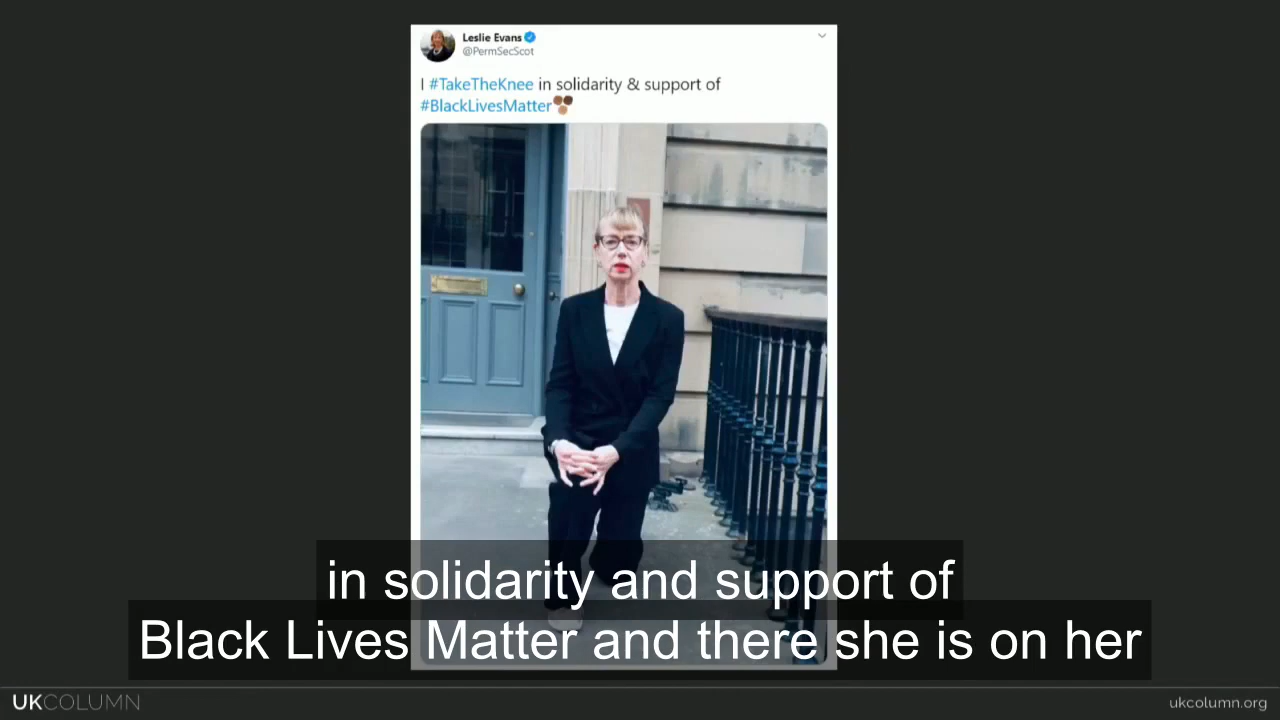 Leslie Evans
@PermSecScot
I #TakeTheKnee in solidarity & support of
#BlackLivesMatter
in solidarity and support of
Black Lives Matter and there she is on her
UKCOLUMN
ukcolumn.org